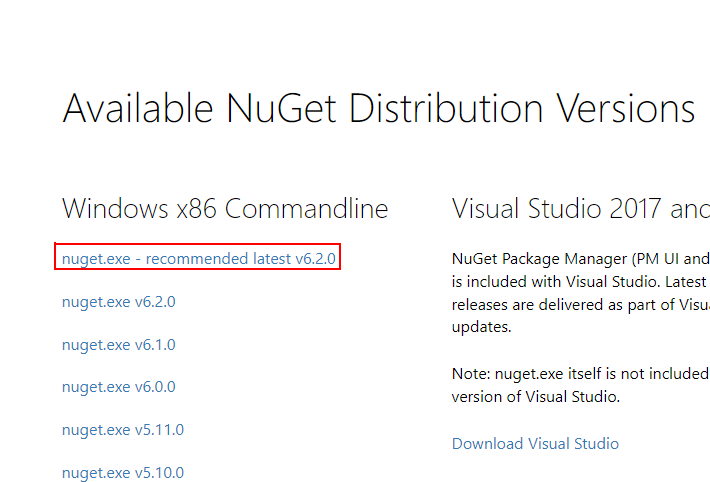 Available NuGet Distribution Versions
Windows x86 Commandline
nuget.exe - recommended latest v6.2.0
nuget.exe v6.2.0
nuget.exe v6.1.0
nuget.exe v6.0.0
nuget.exe v5.11.0
nuget.exe v5.10.0
Visual Studio 2017 and
NuGet Package Manager (PM UI and
is included with Visual Studio. Latest
releases are delivered as part of Visu
updates.
Note: nuget.exe itself is not included
version of Visual Studio.
Download Visual Studio